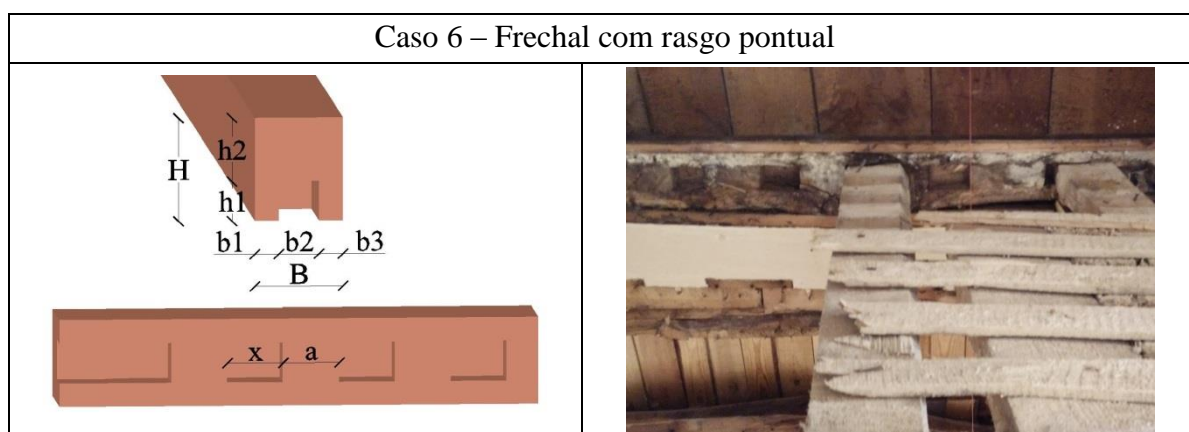 Caso 6 – Frechal com rasgo pontual
H
h2
h1
b1
b2
b3
B
x
a